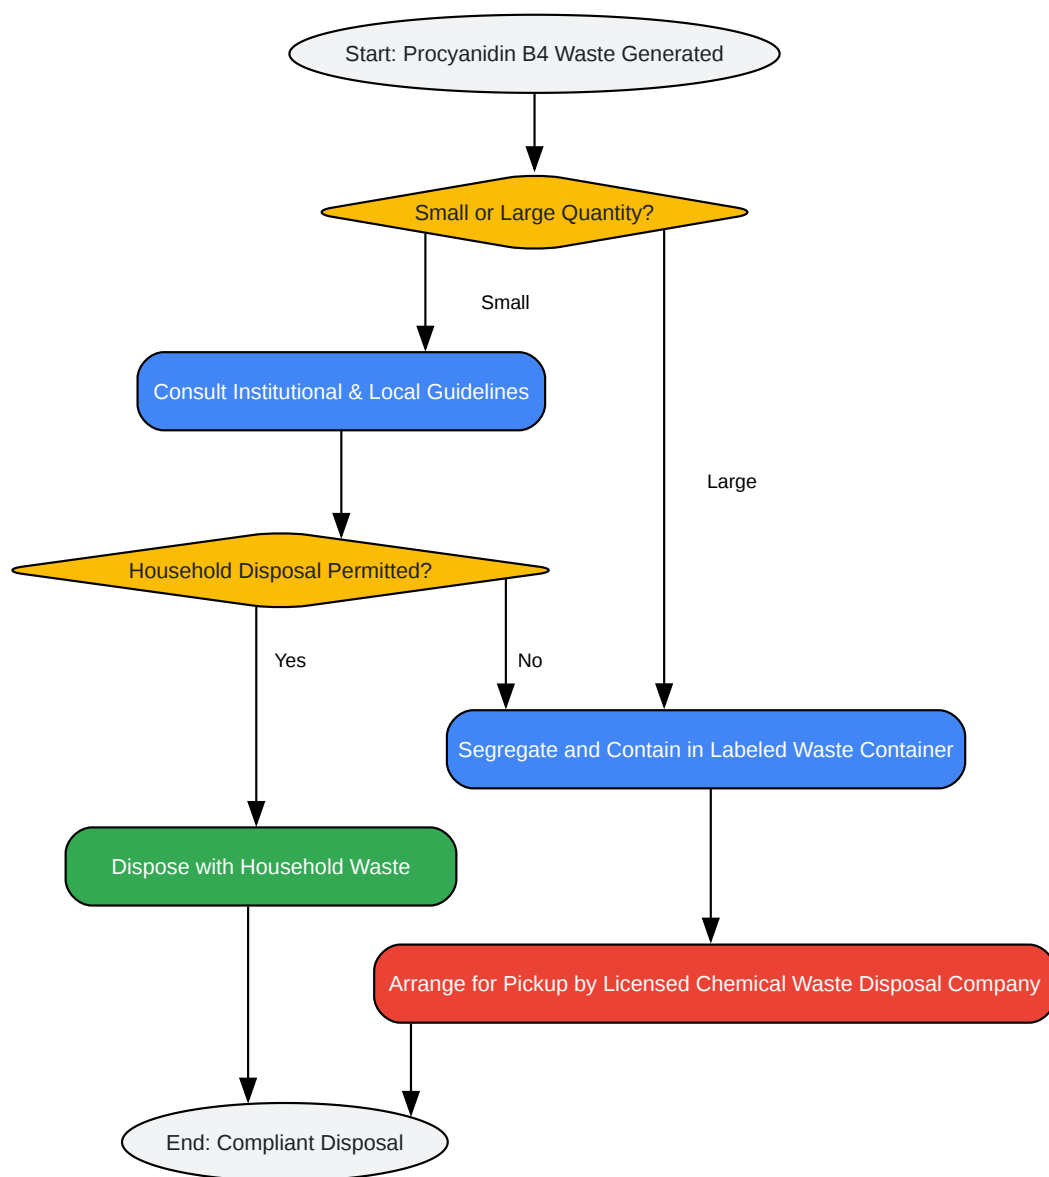 Start: Procyanidin B4 Waste Generated
Small or Large Quantity?
Small
Consult Institutional & Local Guidelines
Large
Household Disposal Permitted?
Yes
No
Segregate and Contain in Labeled Waste Container
Dispose with Household Waste
Arrange for Pickup by Licensed Chemical Waste Disposal Company
End: Compliant Disposal